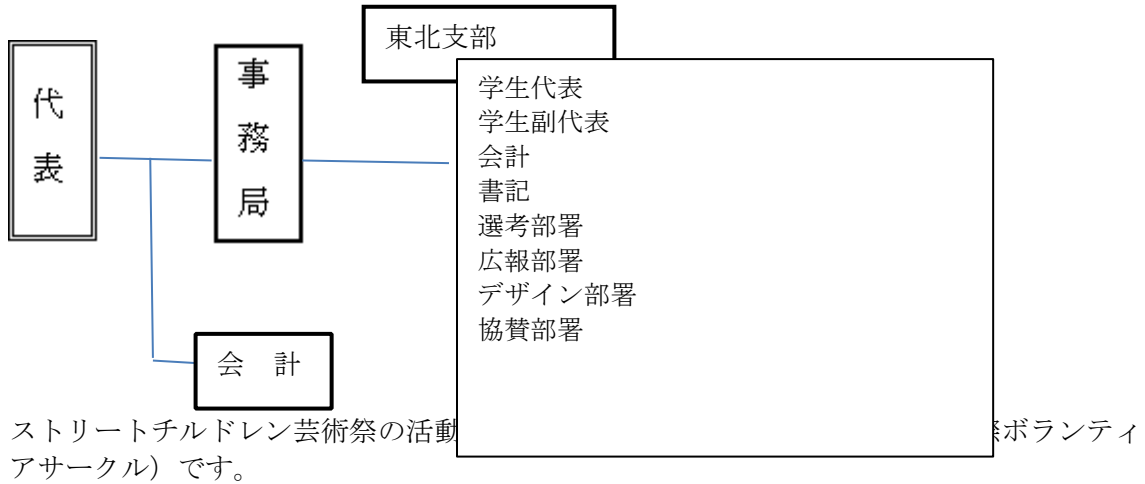 東北支部
代表
事務局
学生代表
学生副代表
会計
書記
選考部署
広報部署
デザイン部署
協賛部署
会 計
ストリートチルドレン芸術祭の活動 ボランティ
アサークル）です。